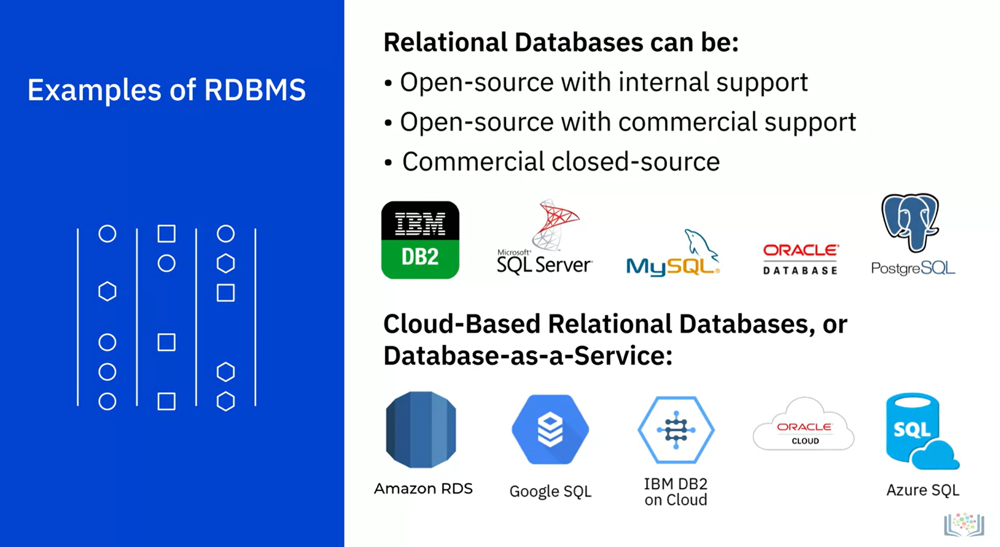 Examples of RDBMS
Relational Databases can be:
• Open-source with internal support
• Open-source with commercial support
• Commercial closed-source
IBM
DB2
Microsoft®
SQL Server®
MySQL®
ORACLE®
DATABASE
PostgreSQL
Cloud-Based Relational Databases, or
Database-as-a-Service:
Amazon RDS
Google SQL
IBM DB2
on Cloud
ORACLE®
CLOUD
SQL
Azure SQL